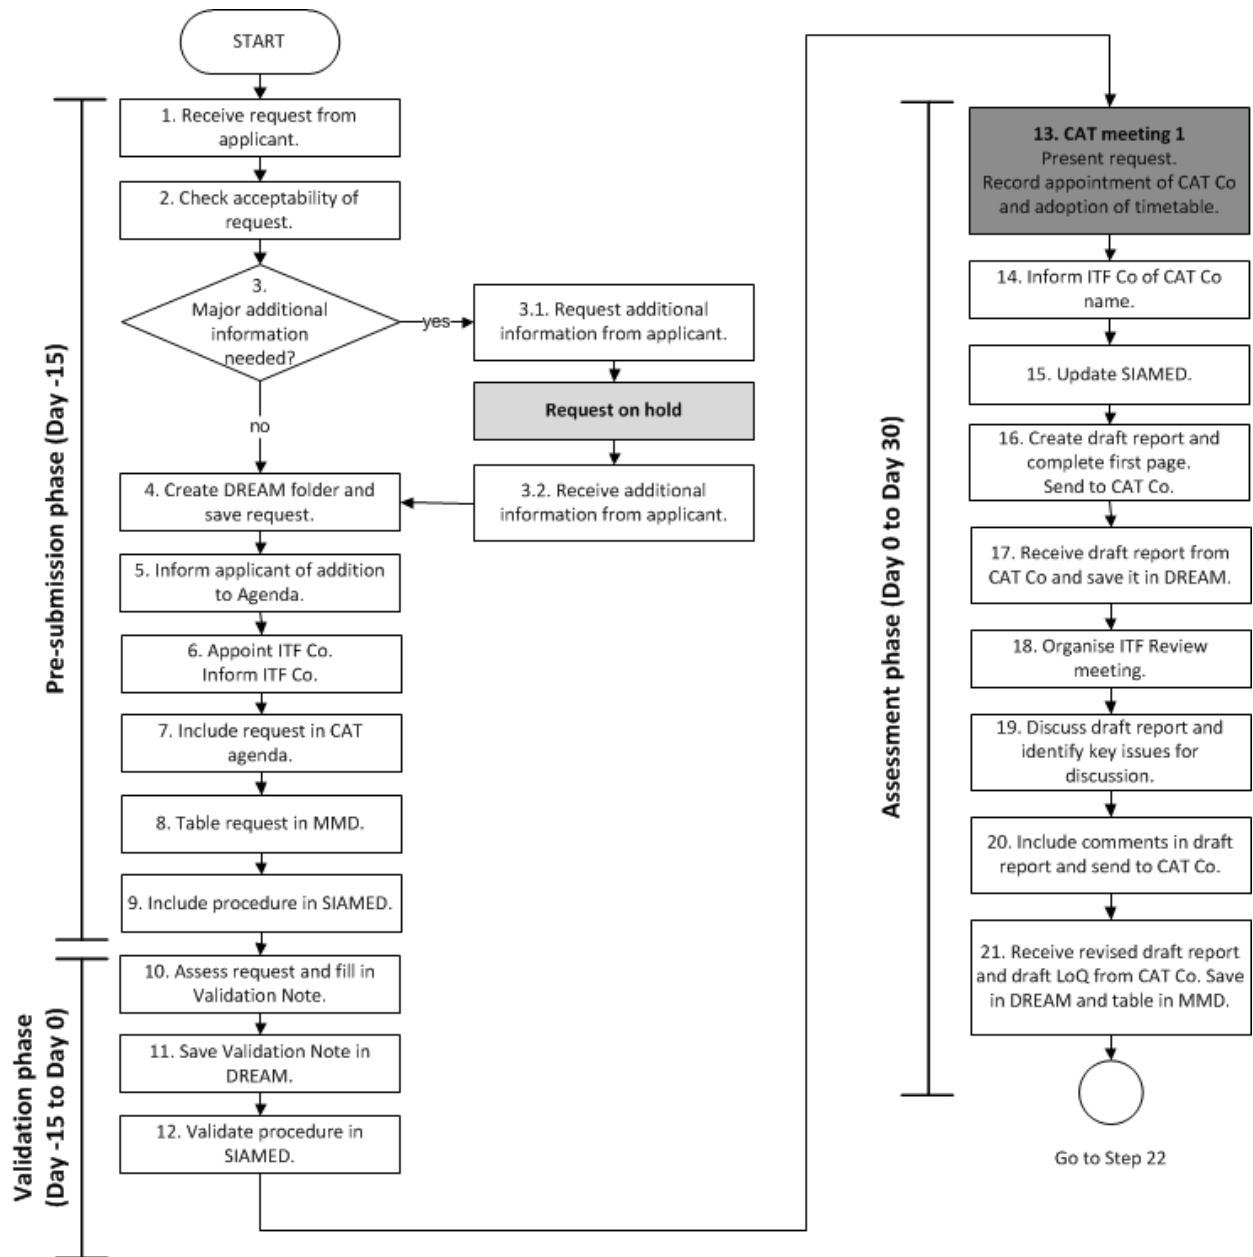 START
Pre-submission phase (Day -15)
1. Receive request from
applicant.
2. Check acceptability of
request.
3.
Major additional
information
needed?
yes
3.1. Request additional
information from applicant.
Request on hold
3.2. Receive additional
information from applicant.
no
4. Create DREAM folder and
save request.
5. Inform applicant of addition
to Agenda.
6. Appoint ITF Co.
Inform ITF Co.
7. Include request in CAT
agenda.
8. Table request in MMD.
9. Include procedure in SIAMED.
Validation phase
(Day -15 to Day 0)
10. Assess request and fill in
Validation Note.
11. Save Validation Note in
DREAM.
12. Validate procedure in
SIAMED.
Assessment phase (Day 0 to Day 30)
13. CAT meeting 1
Present request.
Record appointment of CAT Co
and adoption of timetable.
14. Inform ITF Co of CAT Co
name.
15. Update SIAMED.
16. Create draft report and
complete first page.
Send to CAT Co.
17. Receive draft report from
CAT Co and save it in DREAM.
18. Organise ITF Review
meeting.
19. Discuss draft report and
identify key issues for
discussion.
20. Include comments in draft
report and send to CAT Co.
21. Receive revised draft report
and draft LoQ from CAT Co. Save
in DREAM and table in MMD.
Go to Step 22